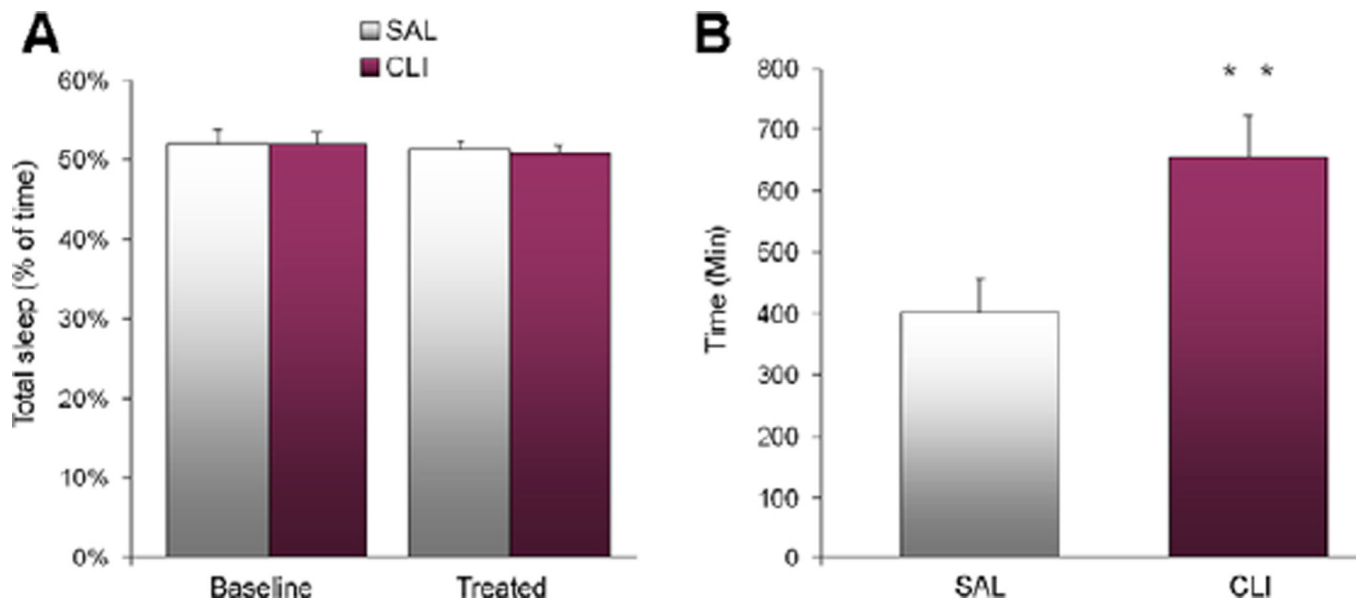 A
SAL
CLI
Total sleep (% of time)
60%
50%
40%
30%
20%
10%
0%
Baseline
Treated
B
* *
Time (Min)
800
700
600
500
400
300
200
100
0
SAL
CLI